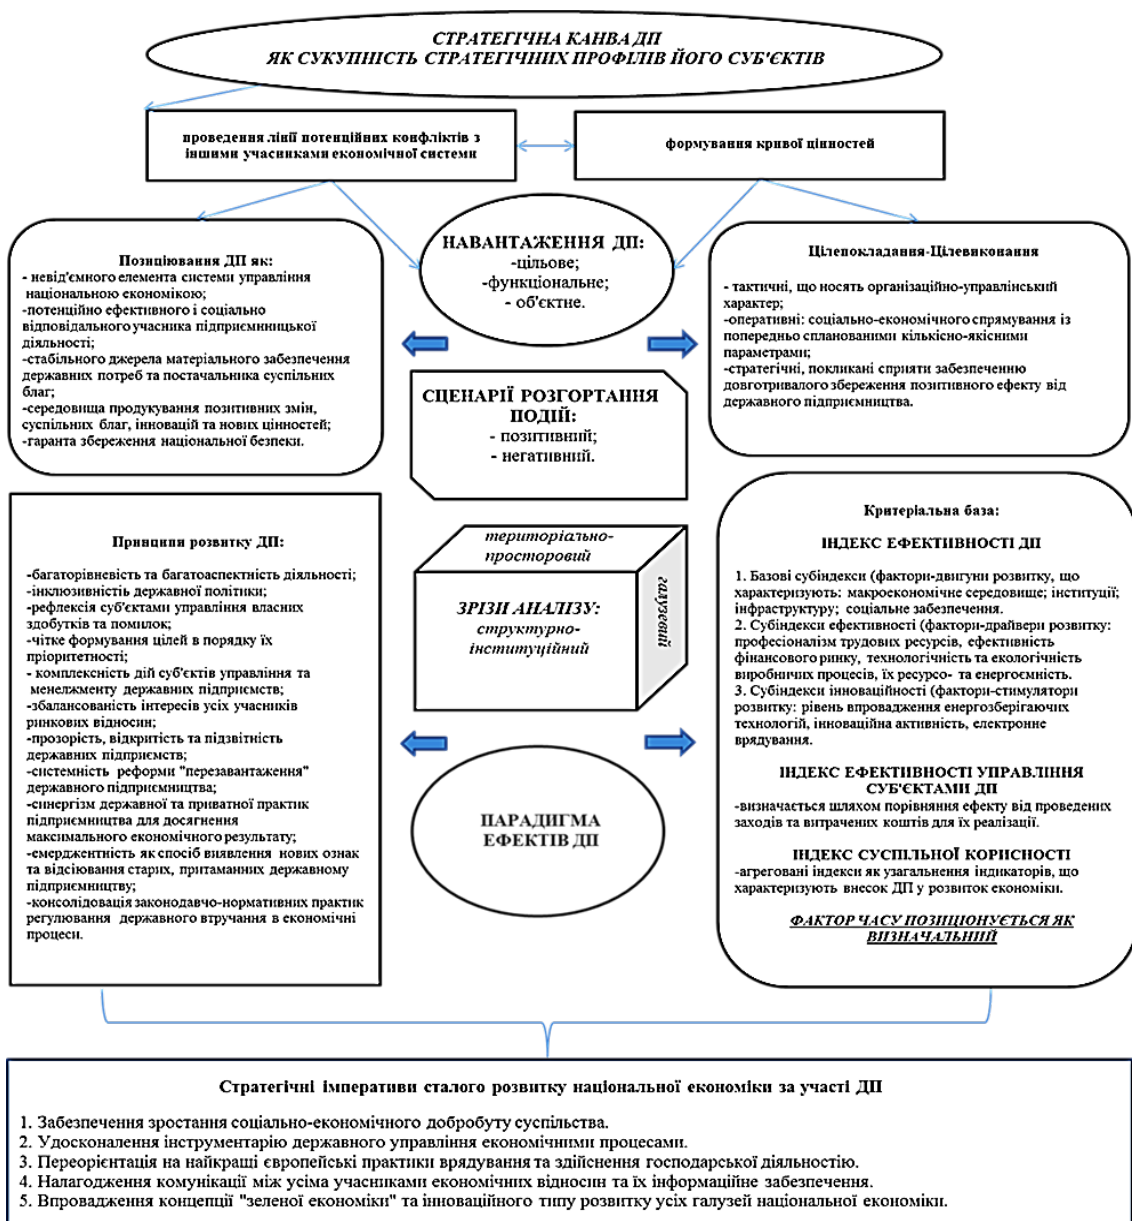 СТРАТЕГІЧНА КАНВА ДП
ЯК СУКУПНІСТЬ СТРАТЕГІЧНИХ ПРОФІЛІВ ЙОГО СУБ'ЄКТІВ
проведення лінії потенційних конфліктів з
іншими учасниками економічної системи
формування кривої цінностей
Позиціювання ДП як:
- невід'ємного елемента системи управління
національною економікою;
-потенційно ефективного і соціально
відповідального учасника підприємнницької
діяльності;
-стабільного джерела матеріального забезпечення
державних потреб та постачальника суспільних
благ;
-середовища продукування позитивних змін,
суспільних благ, інновацій та нових цінностей;
-гаранта збереження національної безпеки.
НАВАНТАЖЕННЯ ДП:
-цільове;
-функціональне;
- об'єктне.
Цілепокладання-Цілевиконання
- тактичні, що носять організаційно-управлінський
характер;
-оперативні: соціально-економічного спрямування із
попередньо спланованими кількісно-якісними
параметрами;
-стратегічні, покликані сприяти забезпеченню
довготривалого збереження позитивного ефекту від
державного підприємництва.
СЦЕНАРІЇ РОЗГОРТАННЯ
ПОДІЙ:
- позитивний;
- негативний.
Принципи розвитку ДП:
-багаторівневість та багатоаспектність діяльності;
-інклюзивністіь державної політики;
-рефлексія суб'єктами управління власних
здобутків та помилок;
-чітке формування цілей в порядку їх
пріоритетності;
- комплексність дій суб'єктів управління та
менелжменту державних підприємств;
-збалансованість інтересів усіх учасників
ринкових відносин;
-прозорість, відкритість та підзвітність
державних підприємств;
-системність реформи "перезавантаження"
державного підприємництва;
-синергізм державної та приватної практик
підприємництва для досягнення
максимального економічного результату;
-емерджентність як спосіб виявлення нових ознак
та відсіювання старих, притаманних державному
підприємництву;
-консолідовація законодавчо-нормативних практик
регулювання державного втручання в економічні
процеси.
територіально-
просторовий
ЗРІЗИ АНАЛІЗУ:
структурно-
інституційний
галузевий
ПАРАДИГМА
ЕФЕКТІВ ДП
Критеріальна база:
ІНДЕКС ЕФЕКТИВНОСТІ ДП
1. Базові субіндекси (фактори-двигуни розвитку, що
характеризують: макроекономічне середовище; інституції;
інфраструктуру; соціальне забезпечення.
2. Субіндекси ефективності (фактори-драйвери розвитку:
професіоналізм трудових ресурсів, ефективність
фінансового ринку, технологічність та екологічність
виробничих процесів, їх ресурсо- та енергоємність.
3. Субіндекси інноваційності (фактори-стимулятори
розвитку: рівень впровадження енергозберігаючих
технологій, інноваційна активність, електронне
врядування.
ІНДЕКС ЕФЕКТИВНОСТІ УПРАВЛІННЯ
СУБ'ЄКТАМИ ДП
-визначається шляхом порівняння ефекту від проведених
заходів та витрачених коштів для їх реалізації.
ІНДЕКС СУСПІЛЬНОЇ КОРИСНОСТІ
-агреговані індекси як узагальнення індикаторів, що
характеризують внесок ДП у розвиток економіки.
ФАКТОР ЧАСУ ПОЗИЦІОНУЄТЬСЯ ЯК
ВИЗНАЧАЛЬНИЙ
Стратегічні імперативи сталого розвитку національної економіки за участі ДП
1. Забезпечення зростання соціально-економічного добробуту суспільства.
2. Удосконалення інструментарію державного управління економічними процесами.
3. Переорієнтація на найкращі європейські практики врядування та здійснення господарської діяльністю.
4. Налагодження комунікації між усіма учасниками економічних відносин та їх інформаційне забезпечення.
5. Впровадження концепції "зеленої економіки" та інноваційного типу розвитку усіх галузей національної економіки.